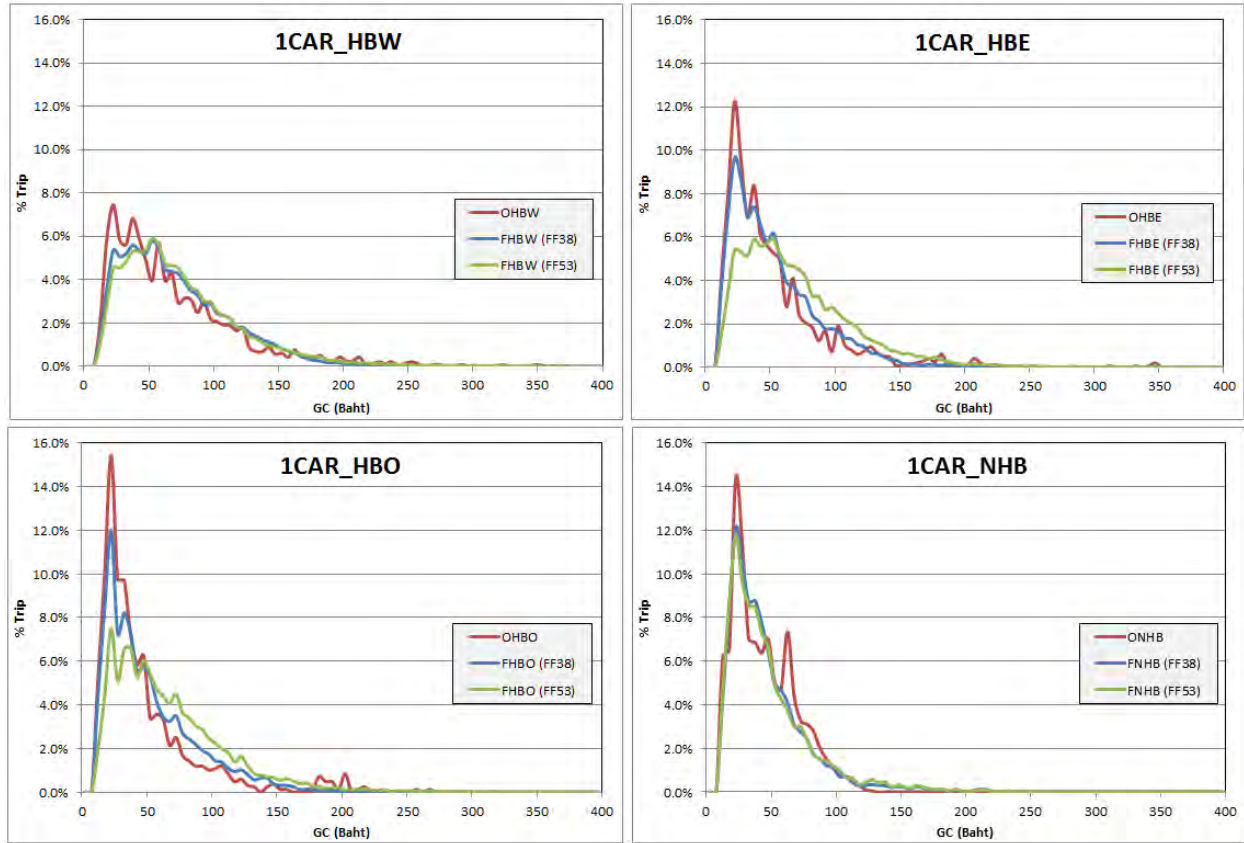 1CAR_HBW
16.0%
14.0%
12.0%
10.0%
8.0%
6.0%
4.0%
2.0%
0.0%
% Trip
OHBW
FHBW (FF38)
FHBW (FF53)
0 50 100 150 200 250 300 350 400
GC (Baht)
1CAR_HBE
16.0%
14.0%
12.0%
10.0%
8.0%
6.0%
4.0%
2.0%
0.0%
% Trip
OHBE
FHBE (FF38)
FHBE (FF53)
0 50 100 150 200 250 300 350 400
GC (Baht)
1CAR_HBO
16.0%
14.0%
12.0%
10.0%
8.0%
6.0%
4.0%
2.0%
0.0%
% Trip
OHBO
FHBO (FF38)
FHBO (FF53)
0 50 100 150 200 250 300 350 400
GC (Baht)
1CAR_NHB
16.0%
14.0%
12.0%
10.0%
8.0%
6.0%
4.0%
2.0%
0.0%
% Trip
ONHB
FNHB (FF38)
FNHB (FF53)
0 50 100 150 200 250 300 350 400
GC (Baht)